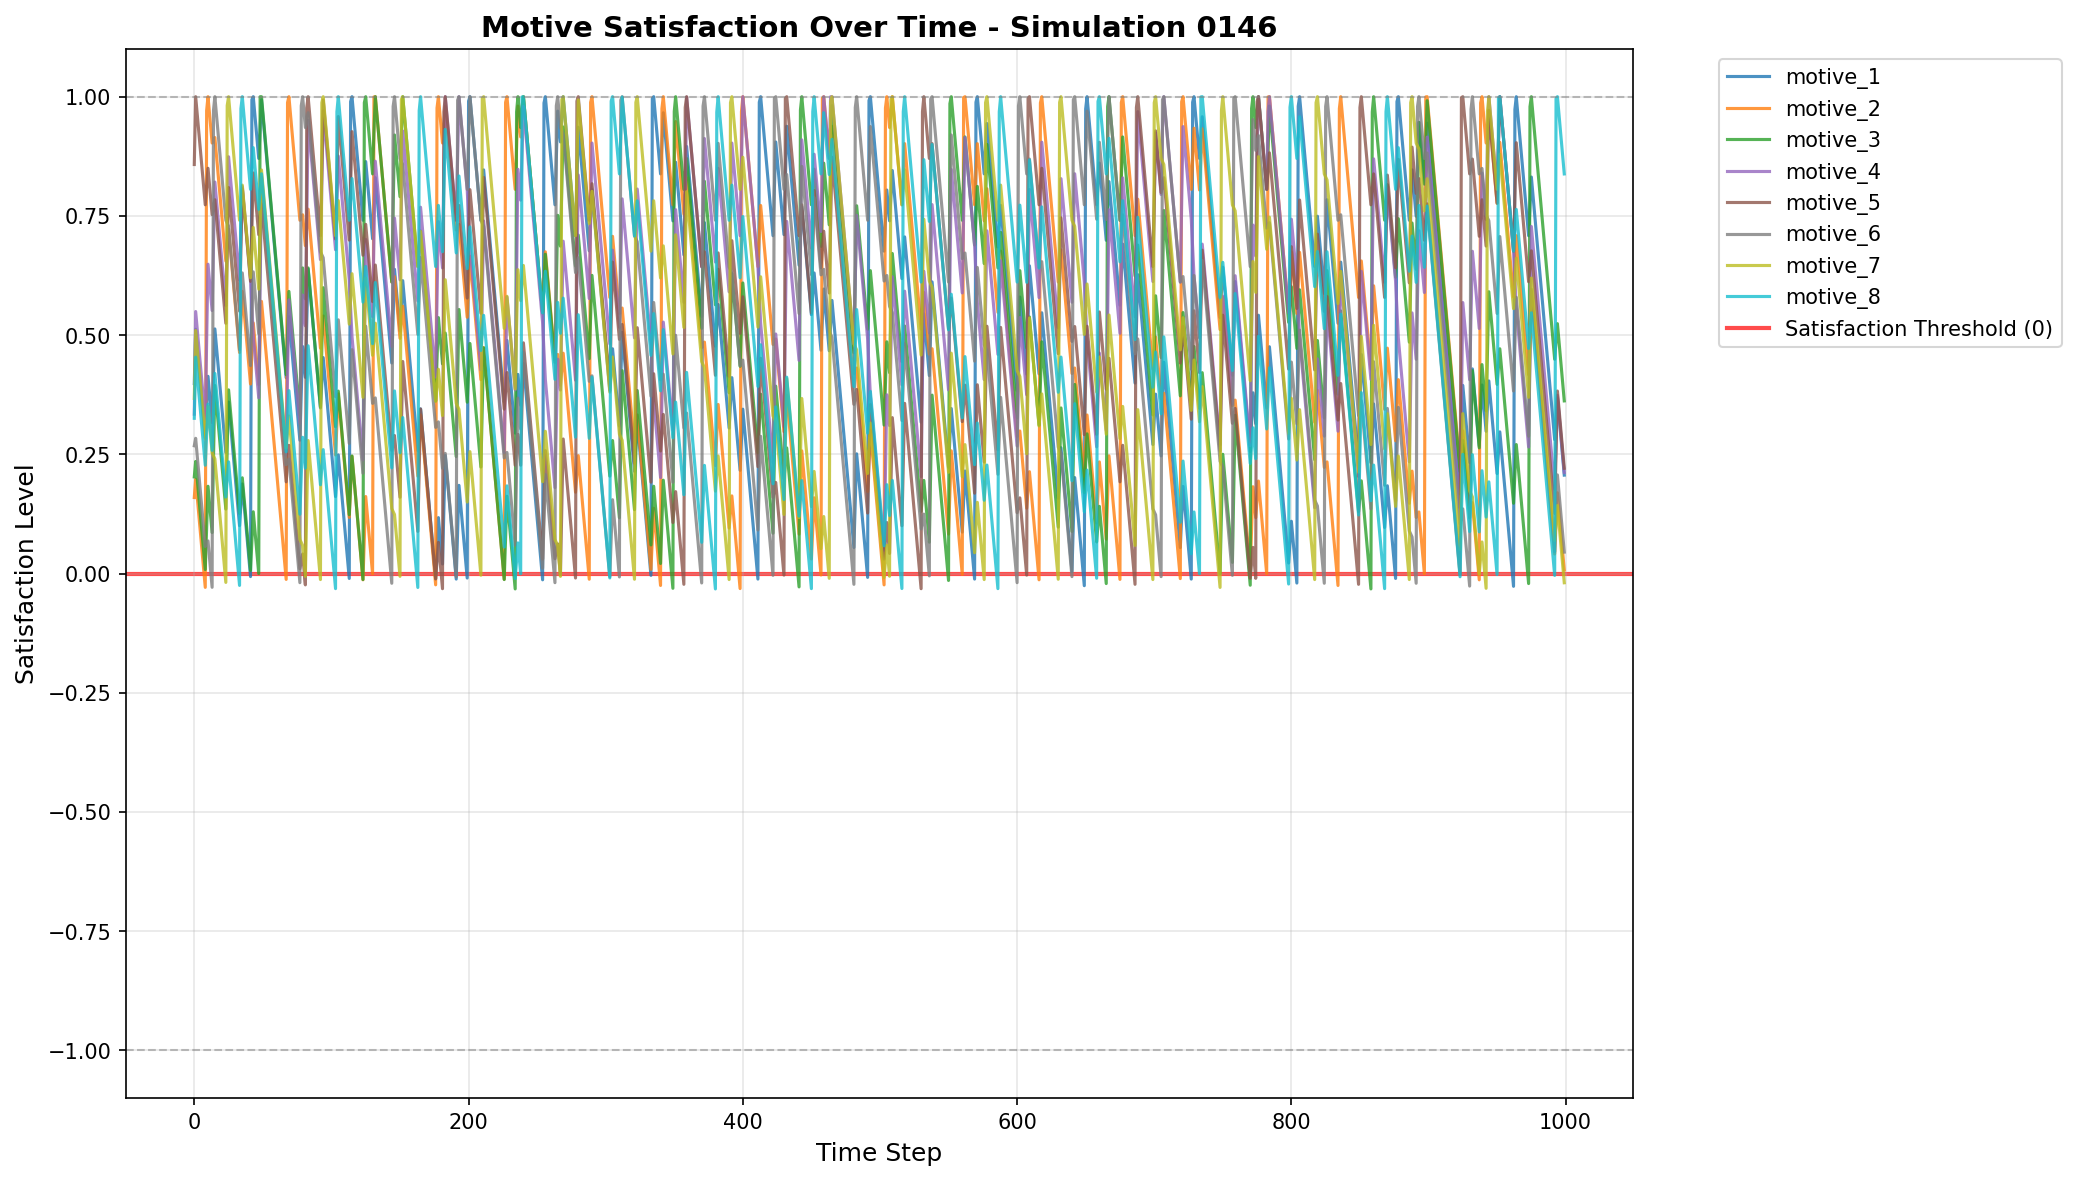 Motive Satisfaction Over Time - Simulation 0146
1.00
0.75
0.50
0.25
0.00
−0.25
−0.50
−0.75
−1.00
Satisfaction Level
0
200
400
600
800
1000
Time Step
motive_1
motive_2
motive_3
motive_4
motive_5
motive_6
motive_7
motive_8
Satisfaction Threshold (0)